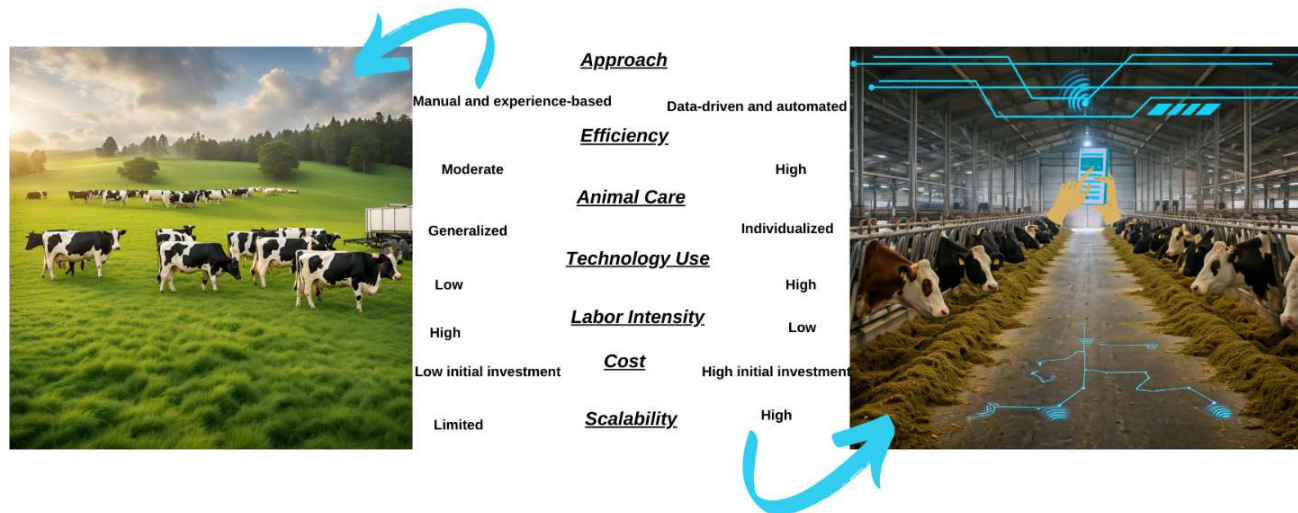 Approach
Manual and experience-based
Data-driven and automated
Efficiency
Moderate
High
Animal Care
Generalized
Individualized
Technology Use
Low
High
Labor Intensity
High
Low
Cost
Low initial investment
High initial investment
Scalability
Limited
High